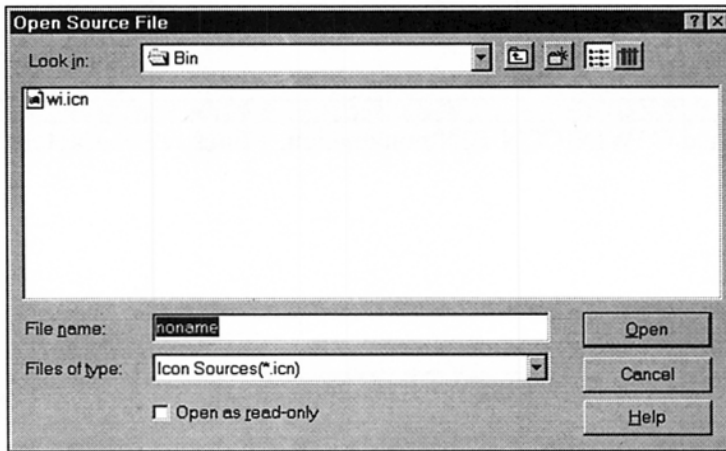 Open Source File
? ×
Look in: Bin
wi.icn
File name: noname Open
Files of type: Icon Sources(*.icn) Cancel
Open as read-only Help